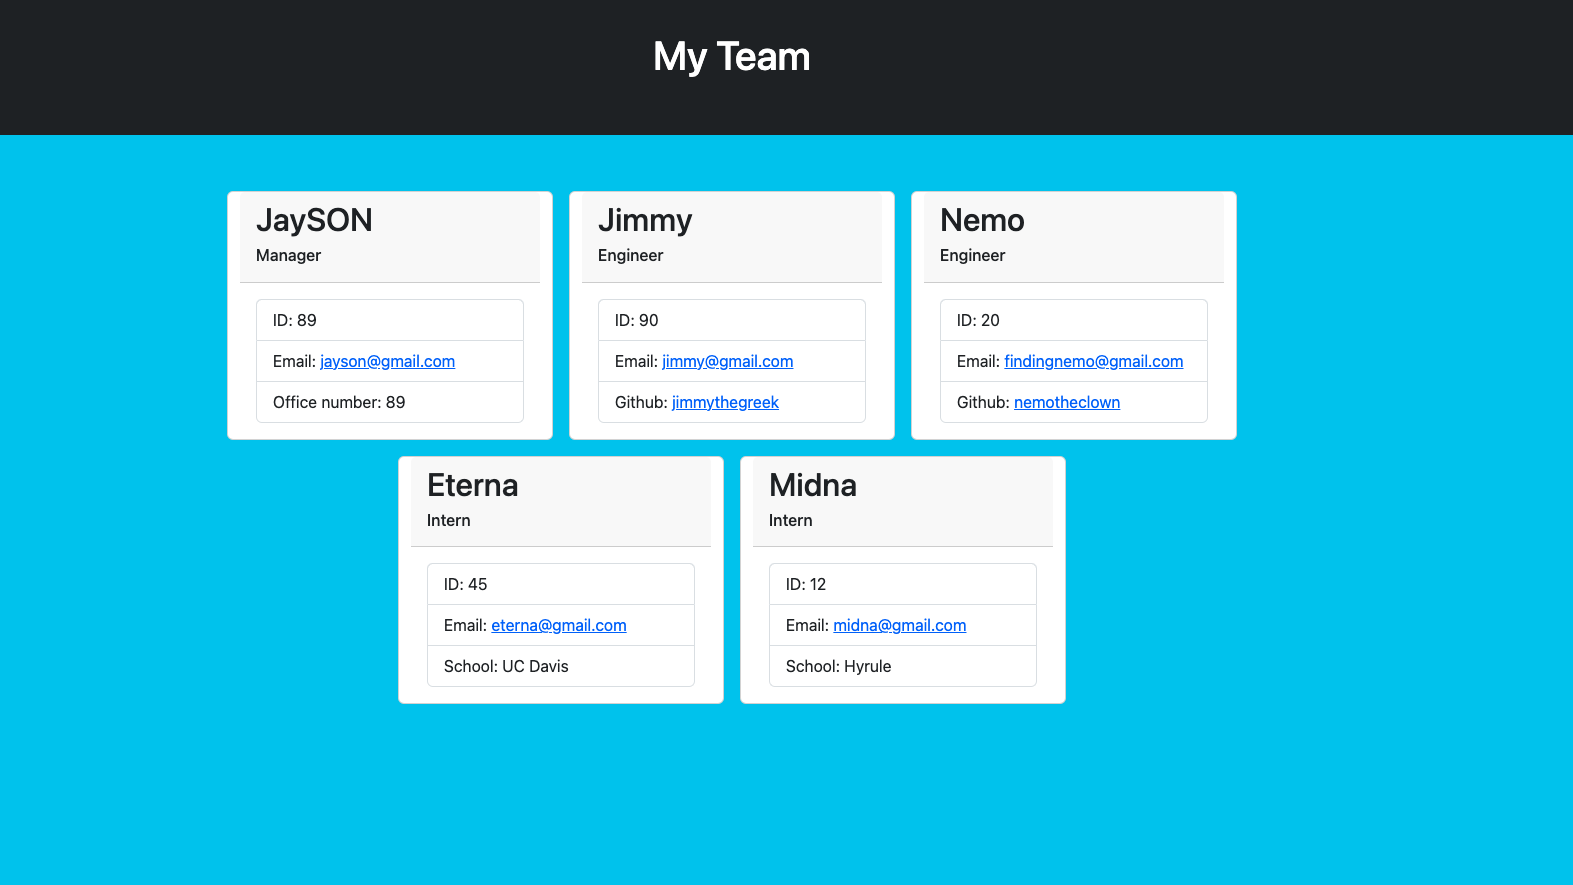 My Team
JaySON
Manager
ID: 89
Email: jayson@gmail.com
Office number: 89
Jimmy
Engineer
ID: 90
Email: jimmy@gmail.com
Github: jimmythegreek
Nemo
Engineer
ID: 20
Email: findingnemo@gmail.com
Github: nemotheclown
Eterna
Intern
ID: 45
Email: eterna@gmail.com
School: UC Davis
Midna
Intern
ID: 12
Email: midna@gmail.com
School: Hyrule